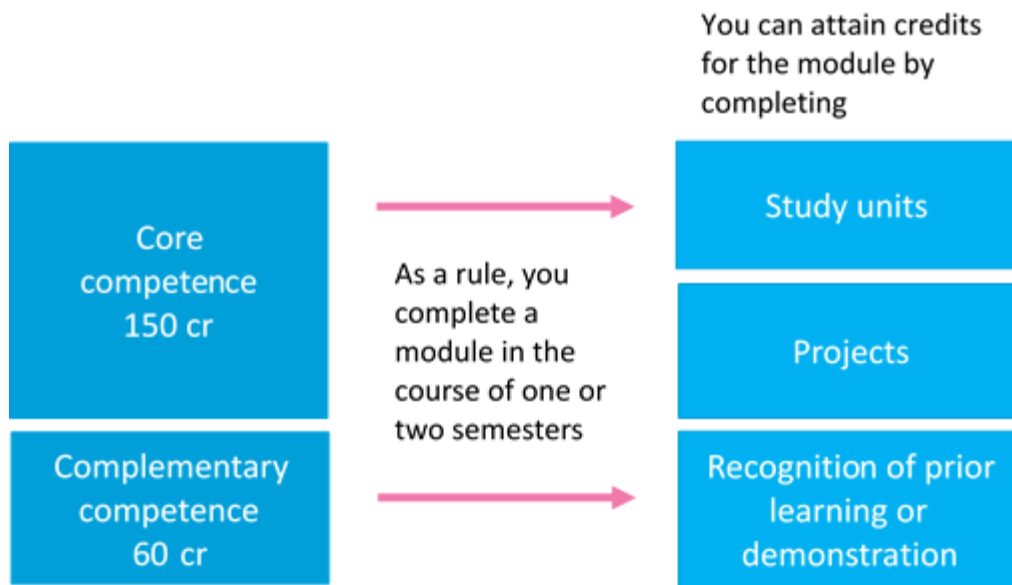 You can attain credits
for the module by
completing
Core
competence
150 cr
Complementary
competence
60 cr
As a rule, you
complete a
module in the
course of one or
two semesters
Study units
Projects
Recognition of prior
learning or
demonstration